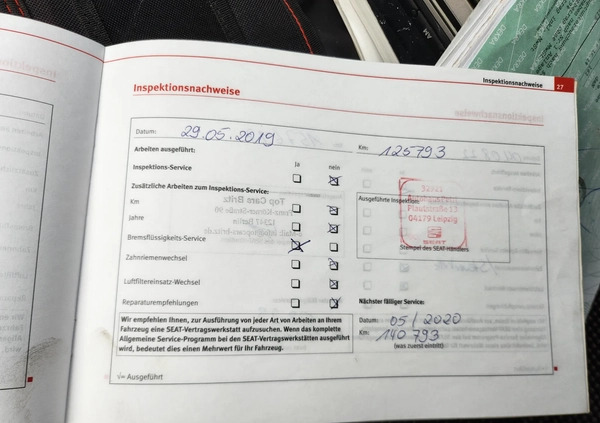 Inspektionsnachweise 27
Inspektionsnachweise
Datum: 29.05.2019 Km: 125793
Arbeiten ausgeführt: Ja nein
Inspektions-Service
Zusätzliche Arbeiten zum Inspektions-Service:
Ausgeführte Inspektion:
Km
Jahre
04179 Leipzig
SEAT
Bremsflüssigkeits-Service
Stempel des SEAT-Händlers
Zahnriemenwechsel
Luftfiltereinsatz-Wechsel
Reparaturempfehlungen
Nächster fälliger Service:
Datum: 05/2020
Km: 140 793
(was zuerst eintritt)
Wir empfehlen Ihnen, zur Ausführung von jeder Art von Arbeiten an Ihrem
Fahrzeug eine SEAT-Vertragswerkstatt aufzusuchen. Wenn das komplette
Allgemeine Service-Programm bei den SEAT-Vertragswerkstätten ausgeführt
wird, bedeutet dies einen Mehrwert für Ihr Fahrzeug.
√= Ausgeführt